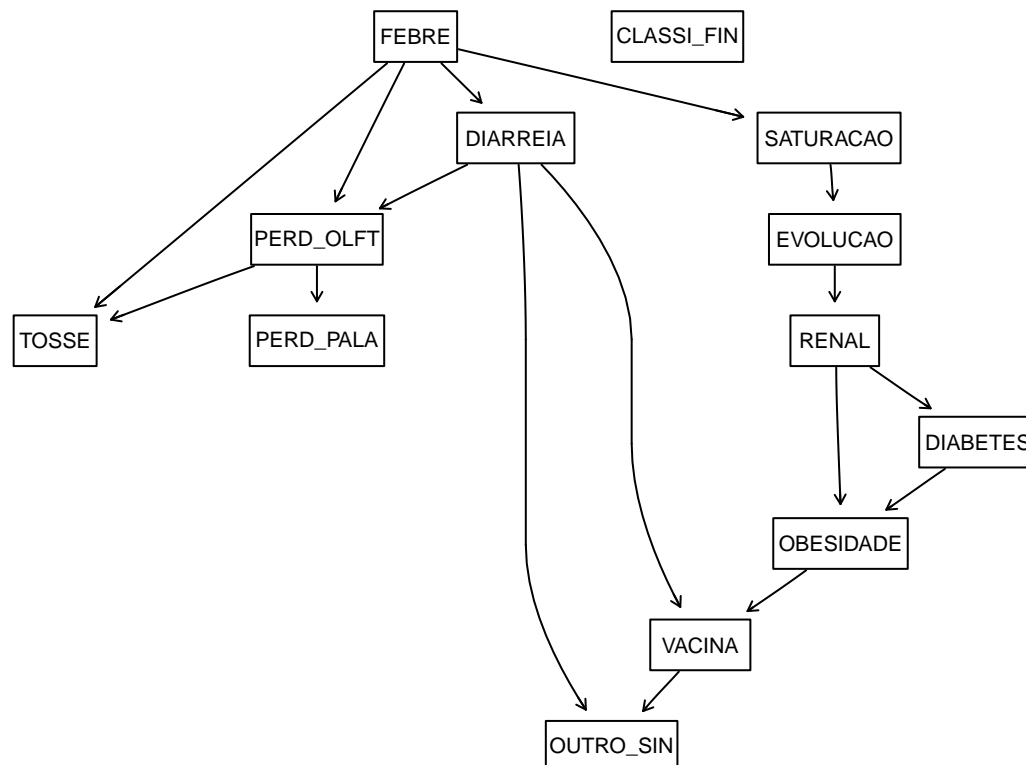 FEBRE
CLASSI_FIN
DIARREIA
SATURACAO
PERD_OLFT
EVOLUCAO
TOSSE
PERD_PALA
RENAL
DIABETES
OBESIDADE
VACINA
OUTRO_SIN